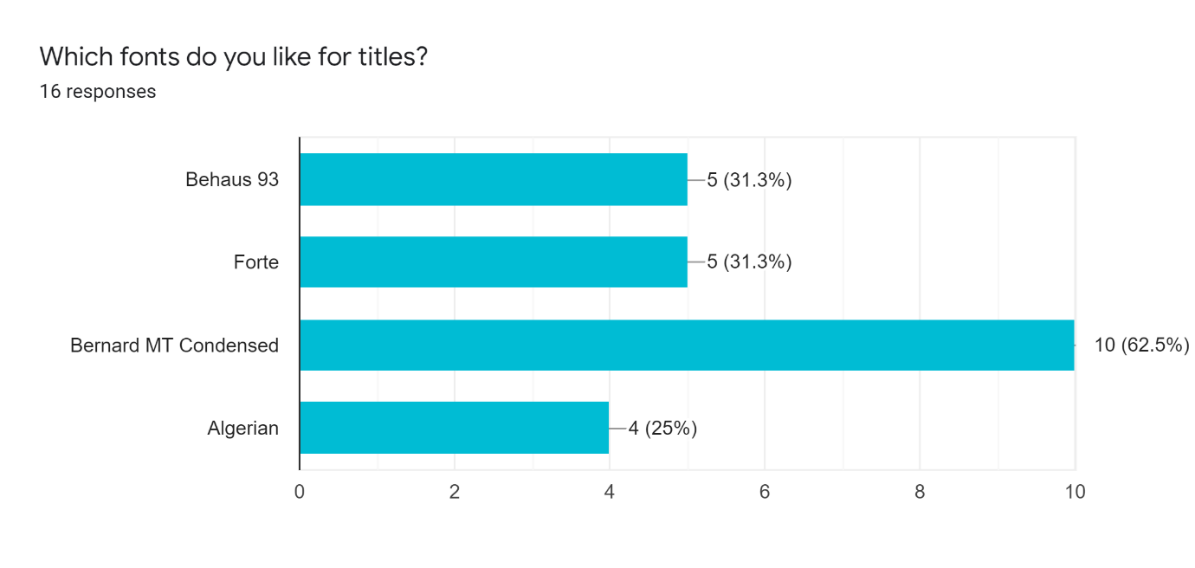 Which fonts do you like for titles?
16 responses
Behaus 93
5 (31.3%)
Forte
5 (31.3%)
Bernard MT Condensed
10 (62.5%)
Algerian
4 (25%)
0 2 4 6 8 10